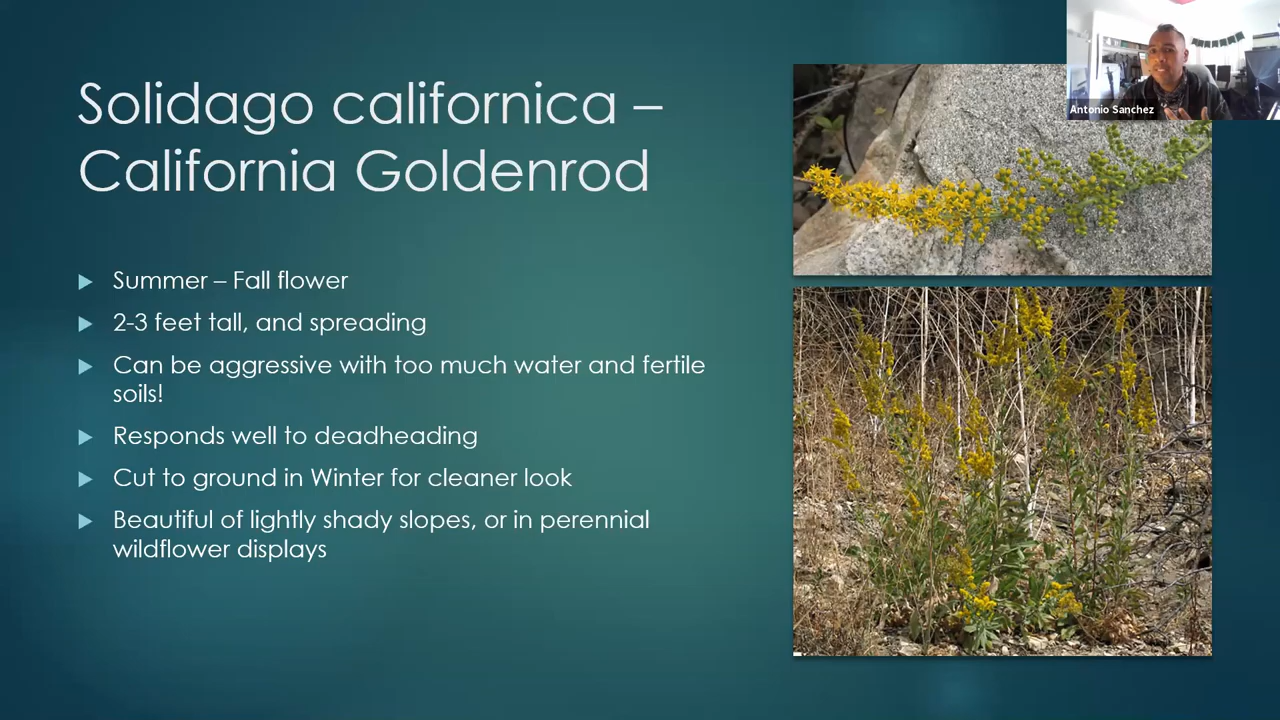 Solidago californica –
California Goldenrod
Summer – Fall flower
2-3 feet tall, and spreading
Can be aggressive with too much water and fertile
soils!
Responds well to deadheading
Cut to ground in Winter for cleaner look
Beautiful of lightly shady slopes, or in perennial
wildflower displays
Antonio Sanchez